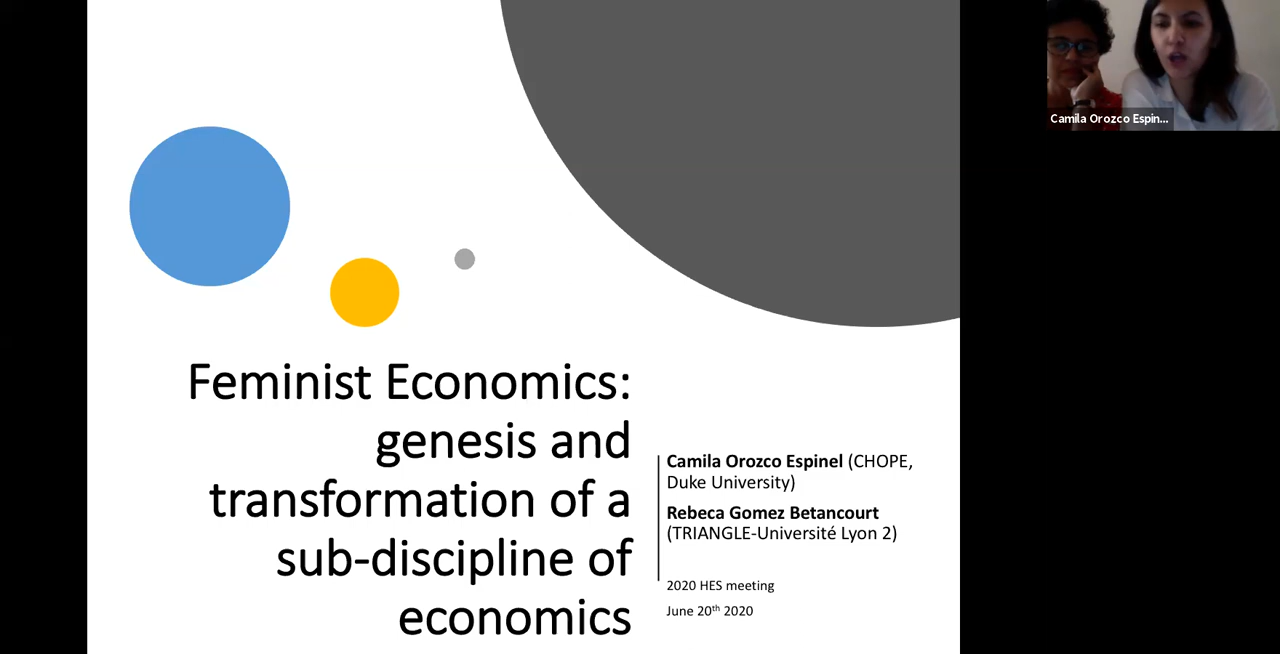 Camila Orozco Espin...
Feminist Economics:
genesis and
transformation of a
sub-discipline of
economics
Camila Orozco Espinel (CHOPE,
Duke University)
Rebeca Gomez Betancourt
(TRIANGLE-Université Lyon 2)
2020 HES meeting
June 20th 2020